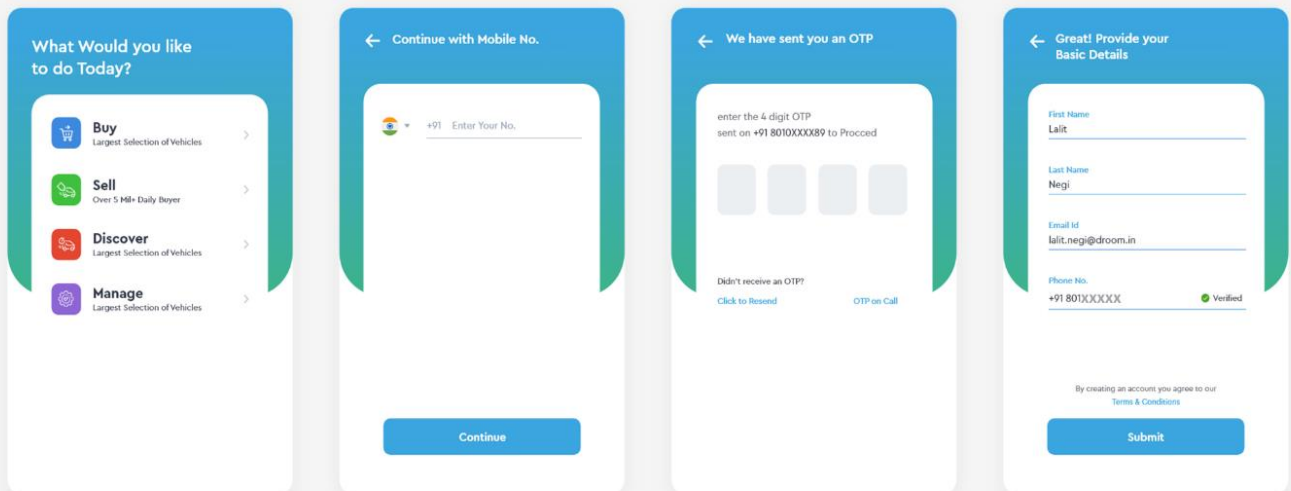 What Would you like
to do Today?
Buy
Largest Selection of Vehicles
Sell
Over 5 Mil+ Daily Buyer
Discover
Largest Selection of Vehicles
Manage
Largest Selection of Vehicles
Continue with Mobile No.
+91 Enter Your No.
Continue
We have sent you an OTP
enter the 4 digit OTP
sent on +91 8010XXXX89 to Procced
Didn't receive an OTP?
Click to Resend OTP on Call
Great! Provide your
Basic Details
First Name
Lalit
Last Name
Negi
Email Id
lalit.negi@droom.in
Phone No.
+91 801XXXXX Verified
By creating an account you agree to our
Terms & Conditions
Submit